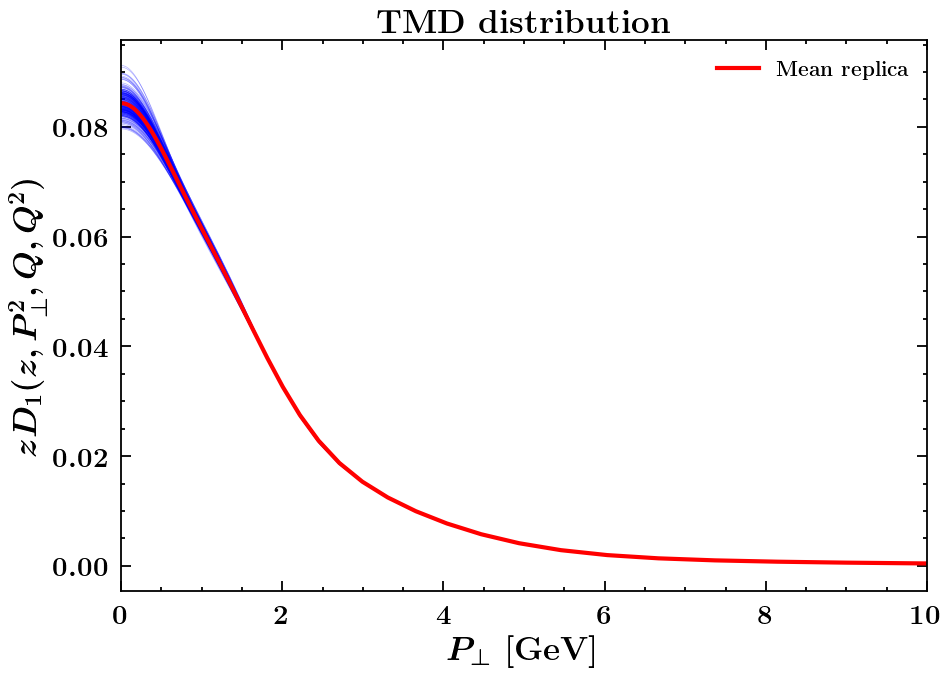 TMD distribution
Mean replica
zD₁(z, P²⊥, Q, Q²)
0.08
0.06
0.04
0.02
0.00
0 2 4 6 8 10
P⊥ [GeV]